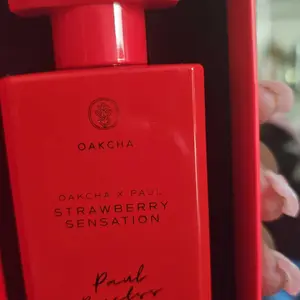 OAKCHA
OAKCHA X PAUL
STRAWBERRY
SENSATION
Paul